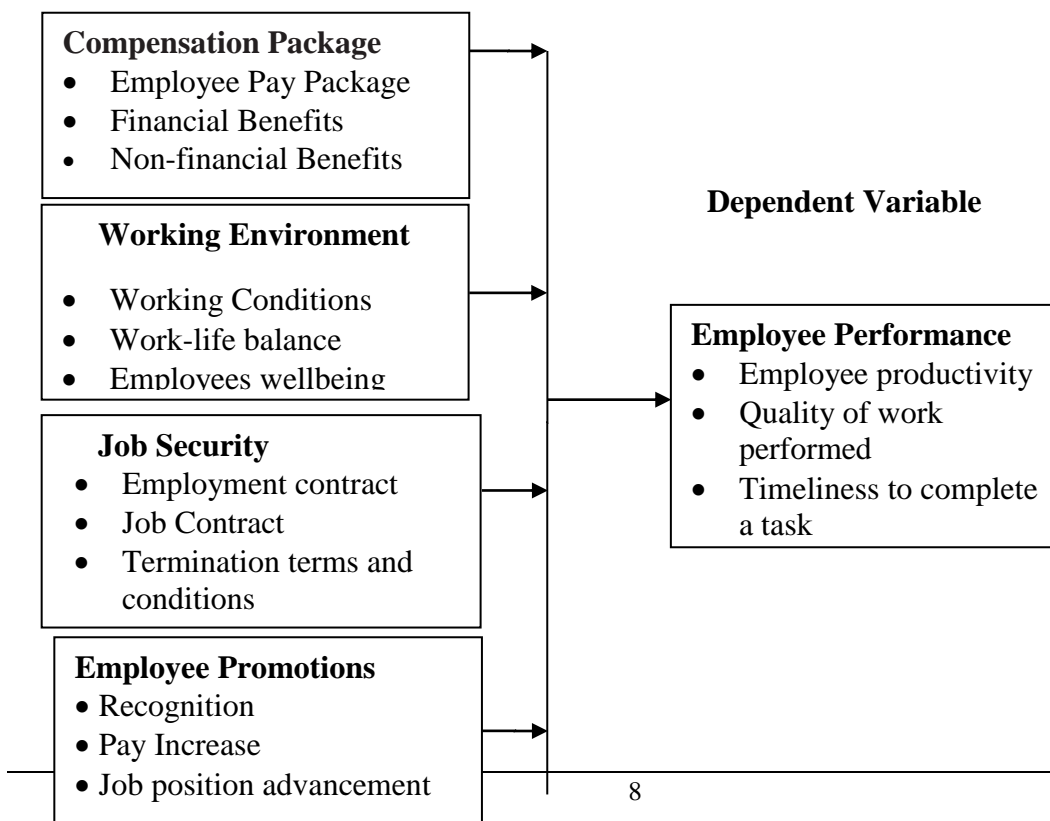 Compensation Package
• Employee Pay Package
• Financial Benefits
• Non-financial Benefits
Working Environment
• Working Conditions
• Work-life balance
• Employees wellbeing
Job Security
• Employment contract
• Job Contract
• Termination terms and
conditions
Employee Promotions
• Recognition
• Pay Increase
• Job position advancement
Dependent Variable
Employee Performance
• Employee productivity
• Quality of work
performed
• Timeliness to complete
a task
8